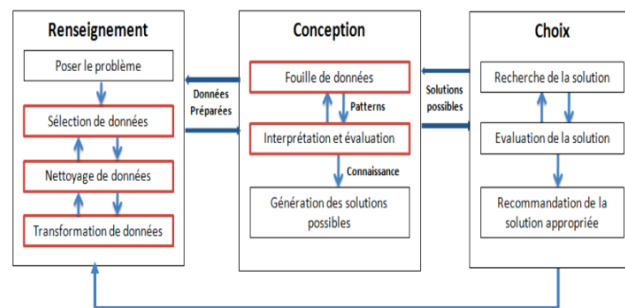 Renseignement
Poser le problème
Sélection de données
Nettoyage de données
Transformation de données
Données
Préparées
Conception
Fouille de données
Patterns
Interprétation et évaluation
Connaissance
Génération des solutions
possibles
Solutions
possibles
Choix
Recherche de la solution
Evaluation de la solution
Recommandation de la
solution appropriée